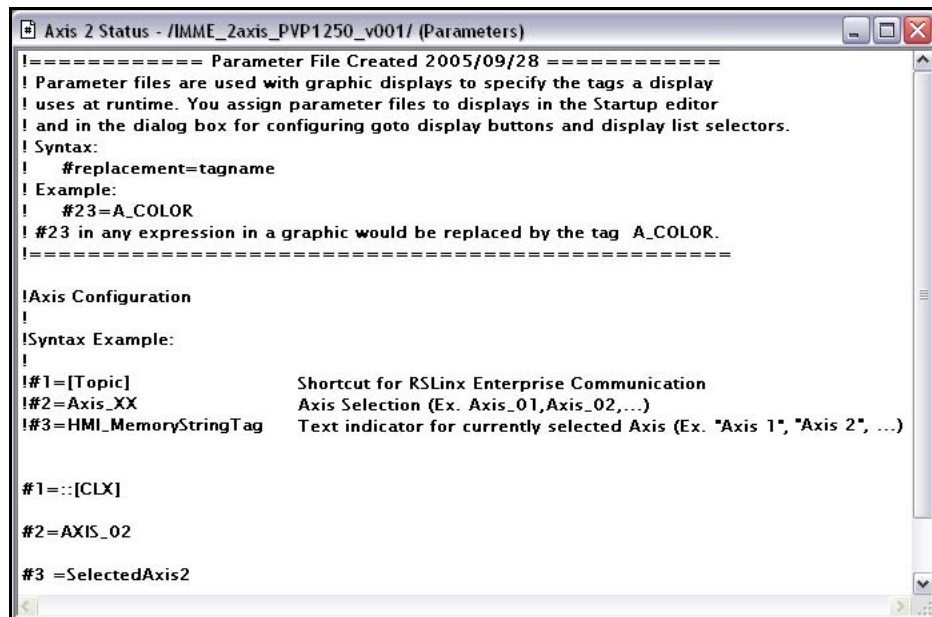 Axis 2 Status - /IMME_2axis_PVP1250_v001/ (Parameters)
!============ Parameter File Created 2005/09/28 ============
! Parameter files are used with graphic displays to specify the tags a display
! uses at runtime. You assign parameter files to displays in the Startup editor
! and in the dialog box for configuring goto display buttons and display list selectors.
! Syntax:
!    #replacement=tagname
! Example:
!    #23=A_COLOR
! #23 in any expression in a graphic would be replaced by the tag  A_COLOR.
!==================================================
!Axis Configuration
!
!Syntax Example:
!
!#1=[Topic] Shortcut for RSLinx Enterprise Communication
!#2=Axis_XX Axis Selection (Ex. Axis_01,Axis_02,...)
!#3=HMI_MemoryStringTag Text indicator for currently selected Axis (Ex. "Axis 1", "Axis 2", ...)
#1=::[CLX]
#2=AXIS_02
#3 =SelectedAxis2